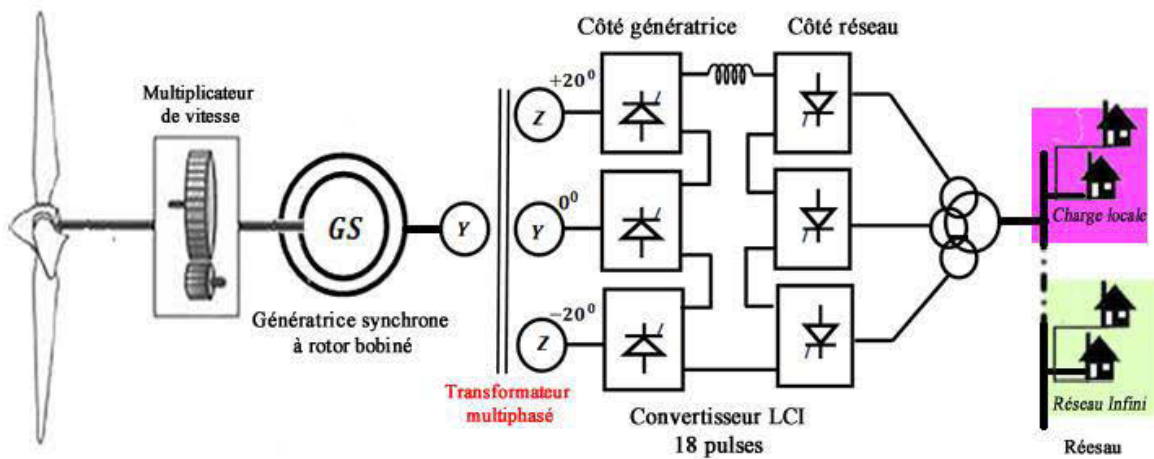 Côté génératrice
Côté réseau
Multiplicateur
de vitesse
+20⁰
Z
GS
Y
0⁰
Y
−20⁰
Z
Génératrice synchrone
à rotor bobiné
Transformateur
multiphasé
Convertisseur LCI
18 pulses
Charge locale
Réseau Infini
Réesau